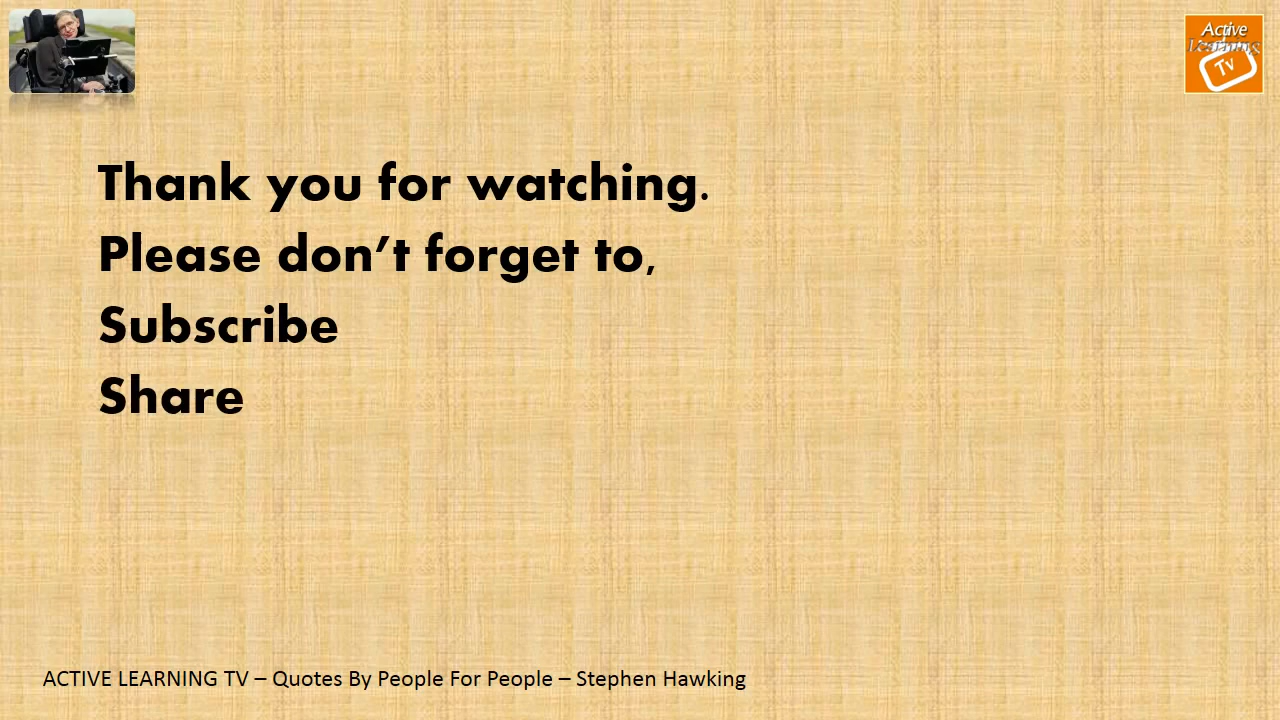 Active
Learning
Tv
Thank you for watching.
Please don’t forget to,
Subscribe
Share
ACTIVE LEARNING TV – Quotes By People For People – Stephen Hawking